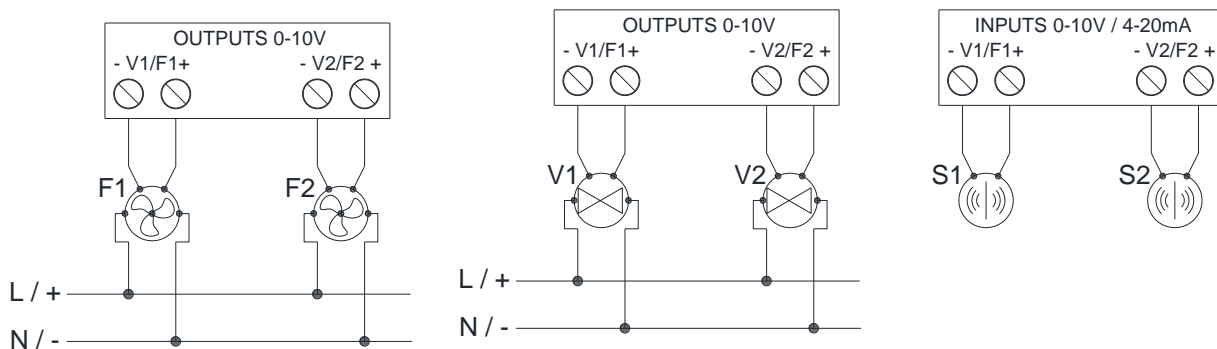 OUTPUTS 0-10V
- V1/F1+ - V2/F2 +
F1 F2
L / +
N / -
OUTPUTS 0-10V
- V1/F1+ - V2/F2 +
V1 V2
L / +
N / -
INPUTS 0-10V / 4-20mA
- V1/F1+ - V2/F2 +
S1 S2